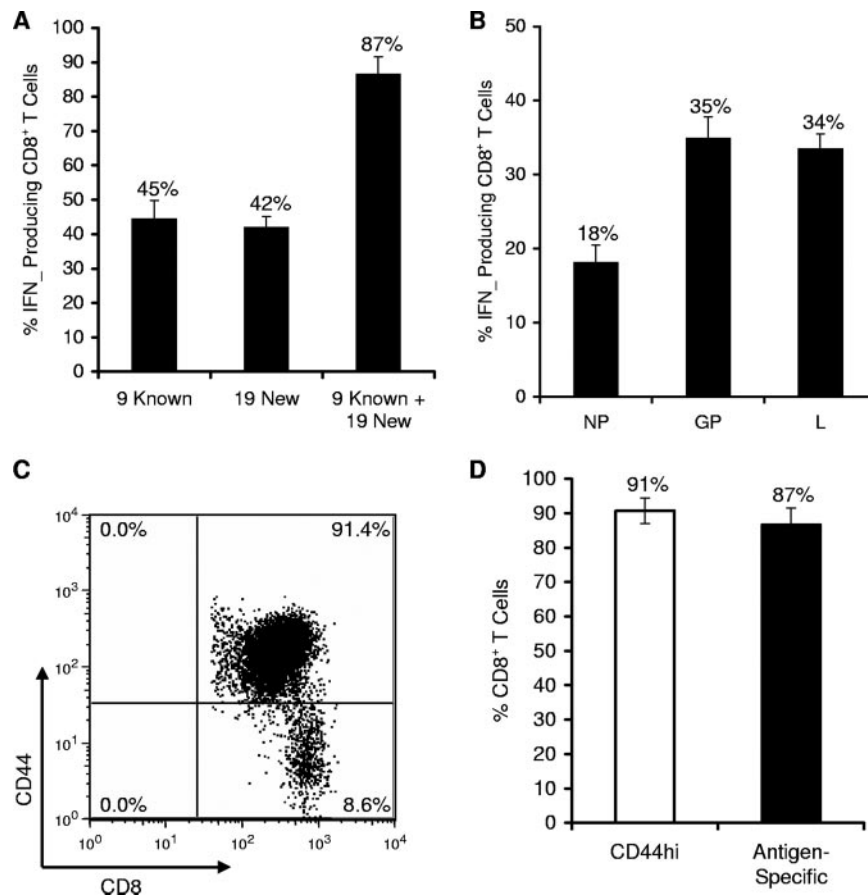 A
% IFN_ Producing CD8+ T Cells
100
90
80
70
60
50
40
30
20
10
0
45%
42%
87%
9 Known
19 New
9 Known +
19 New
B
% IFN_ Producing CD8+ T Cells
50
40
30
20
10
0
18%
35%
34%
NP
GP
L
C
CD44
10^4
10^3
10^2
10^1
10^0
0.0%
91.4%
0.0%
8.6%
10^0
10^1
10^2
10^3
10^4
CD8
D
% CD8+ T Cells
100
90
80
70
60
50
40
30
20
10
0
91%
87%
CD44hi
Antigen-
Specific